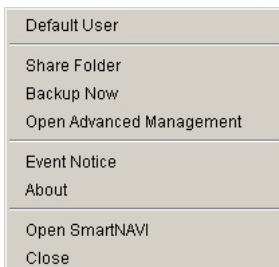 Default User
Share Folder
Backup Now
Open Advanced Management
Event Notice
About
Open SmartNAVI
Close